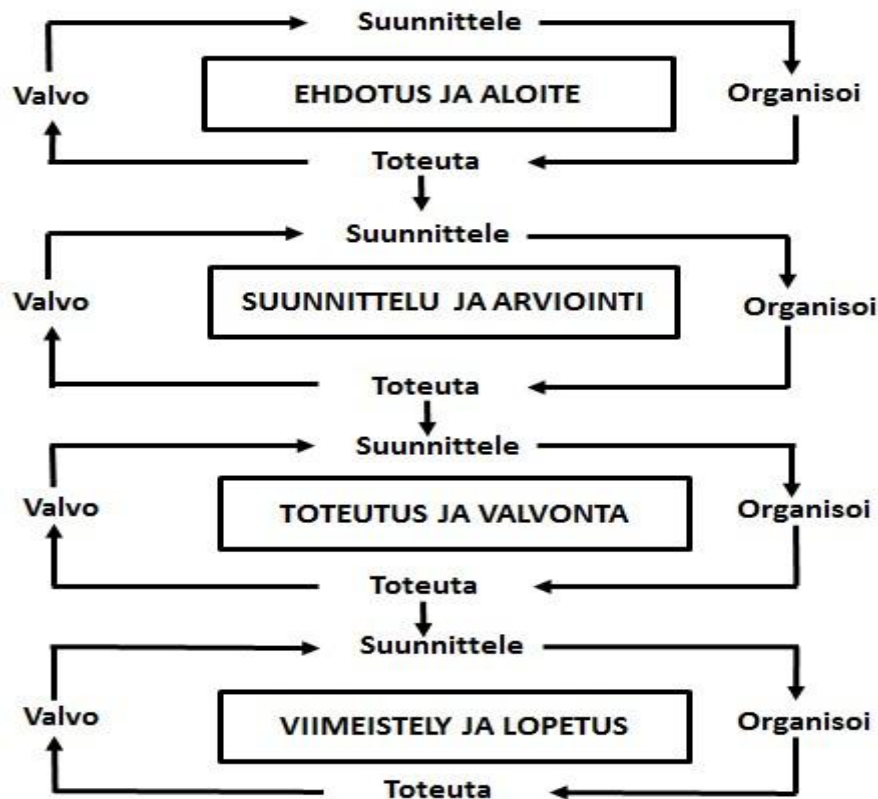 Suunnittele
Valvo
EHDOTUS JA ALOITE
Organisoi
Toteuta
Suunnittele
Valvo
SUUNNITTELU JA ARVIOINTI
Organisoi
Toteuta
Suunnittele
Valvo
TOTEUTUS JA VALVONTA
Organisoi
Toteuta
Suunnittele
Valvo
VIIMEISTELY JA LOPETUS
Organisoi
Toteuta